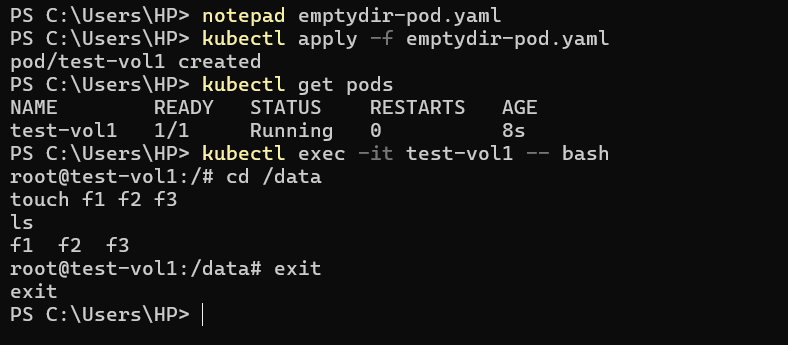 PS C:\Users\HP> notepad emptydir-pod.yaml
PS C:\Users\HP> kubectl apply -f emptydir-pod.yaml
pod/test-vol1 created
PS C:\Users\HP> kubectl get pods
NAME        READY   STATUS    RESTARTS   AGE
test-vol1   1/1     Running   0          8s
PS C:\Users\HP> kubectl exec -it test-vol1 -- bash
root@test-vol1:/# cd /data
touch f1 f2 f3
ls
f1  f2  f3
root@test-vol1:/data# exit
exit
PS C:\Users\HP>